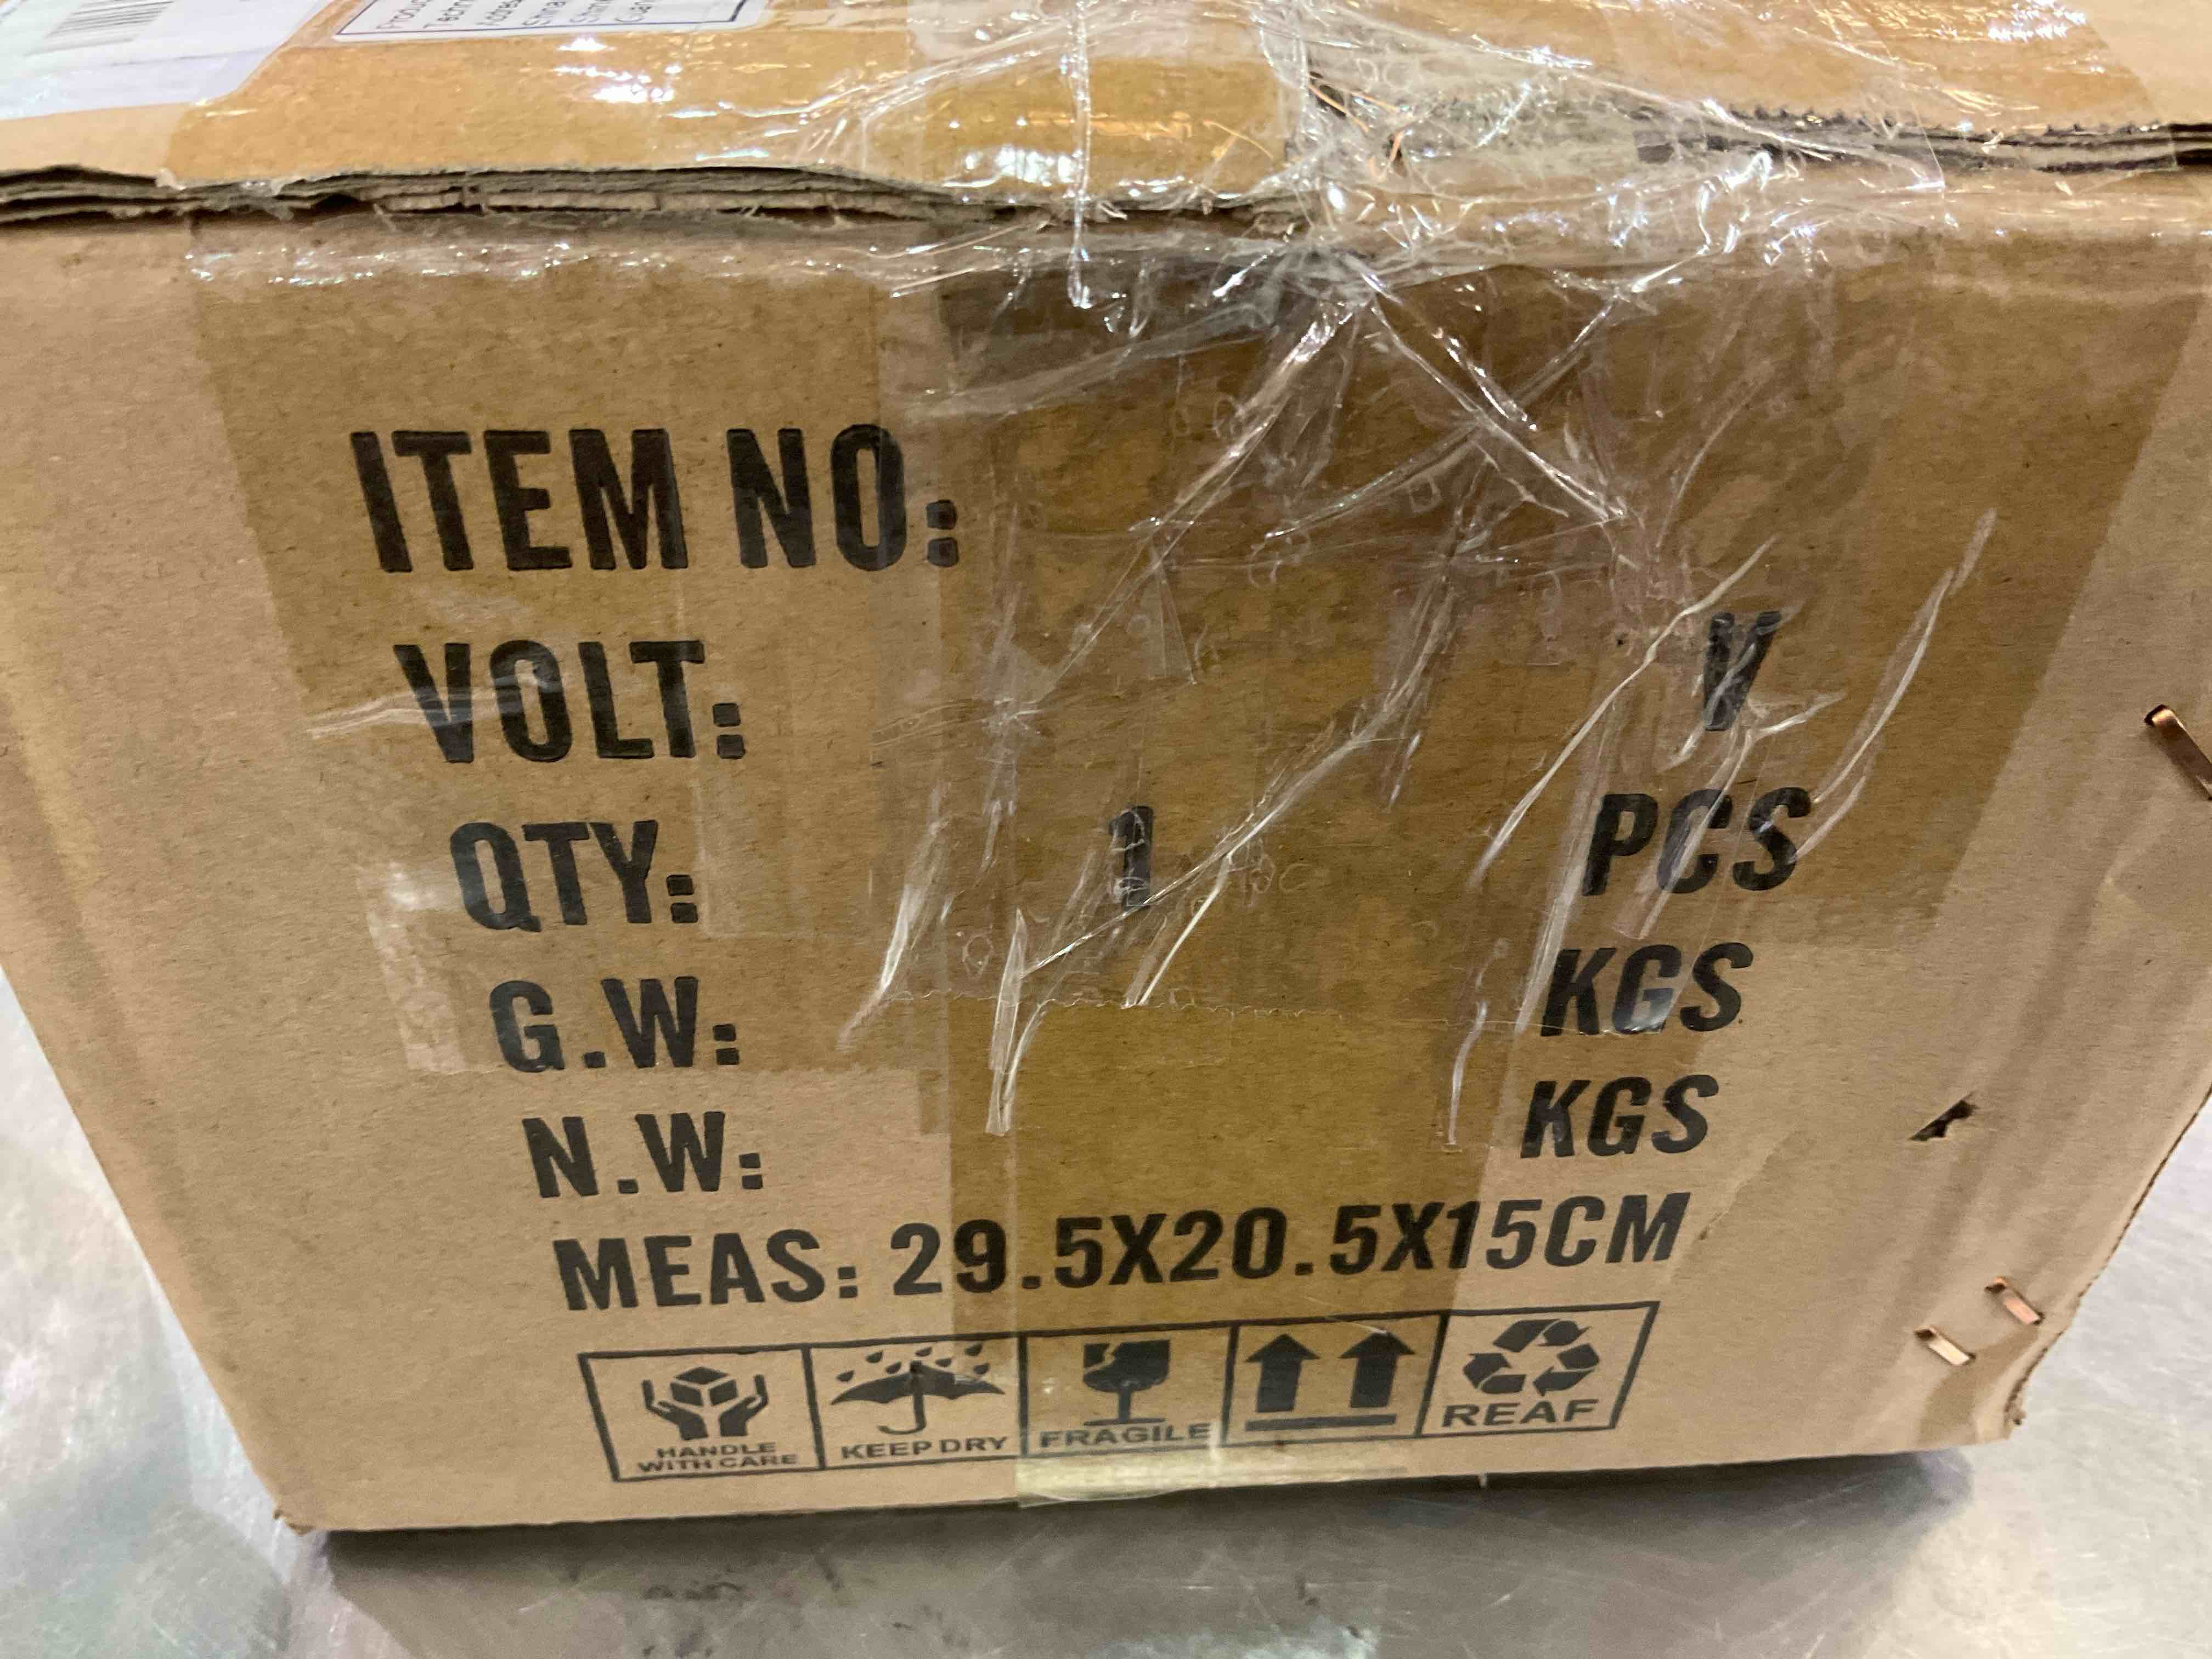 ITEM NO:
VOLT: V
QTY: 1 PCS
G.W: KGS
N.W: KGS
MEAS: 29.5X20.5X15CM
HANDLE
WITH CARE
KEEP DRY
FRAGILE
REAF